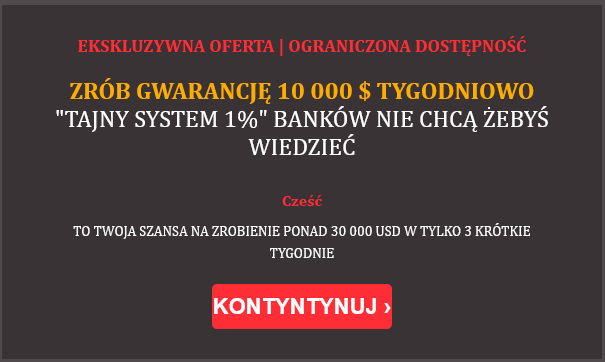 EKSKLUZYWNA OFERTA | OGRANICZONA DOSTĘPNOŚĆ
ZRÓB GWARANCJĘ 10 000 $ TYGODNIOWO
"TAJNY SYSTEM 1%" BANKÓW NIE CHCĄ ŻEBYŚ
WIEDZIEĆ
Cześć
TO TWOJA SZANSA NA ZROBIENIE PONAD 30 000 USD W TYLKO 3 KRÓTKIE
TYGODNIE
KONTYNTYNUJ ›